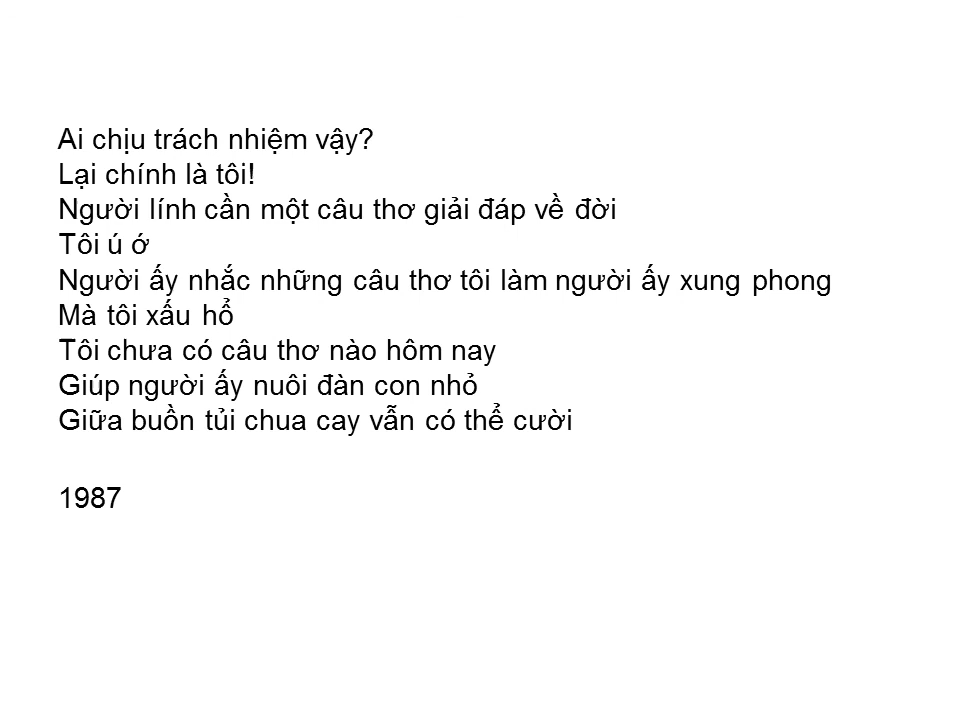 Ai chịu trách nhiệm vậy?
Lại chính là tôi!
Người lính cần một câu thơ giải đáp về đời
Tôi ú ớ
Người ấy nhắc những câu thơ tôi làm người ấy xung phong
Mà tôi xấu hổ
Tôi chưa có câu thơ nào hôm nay
Giúp người ấy nuôi đàn con nhỏ
Giữa buồn tủi chua cay vẫn có thể cười
1987